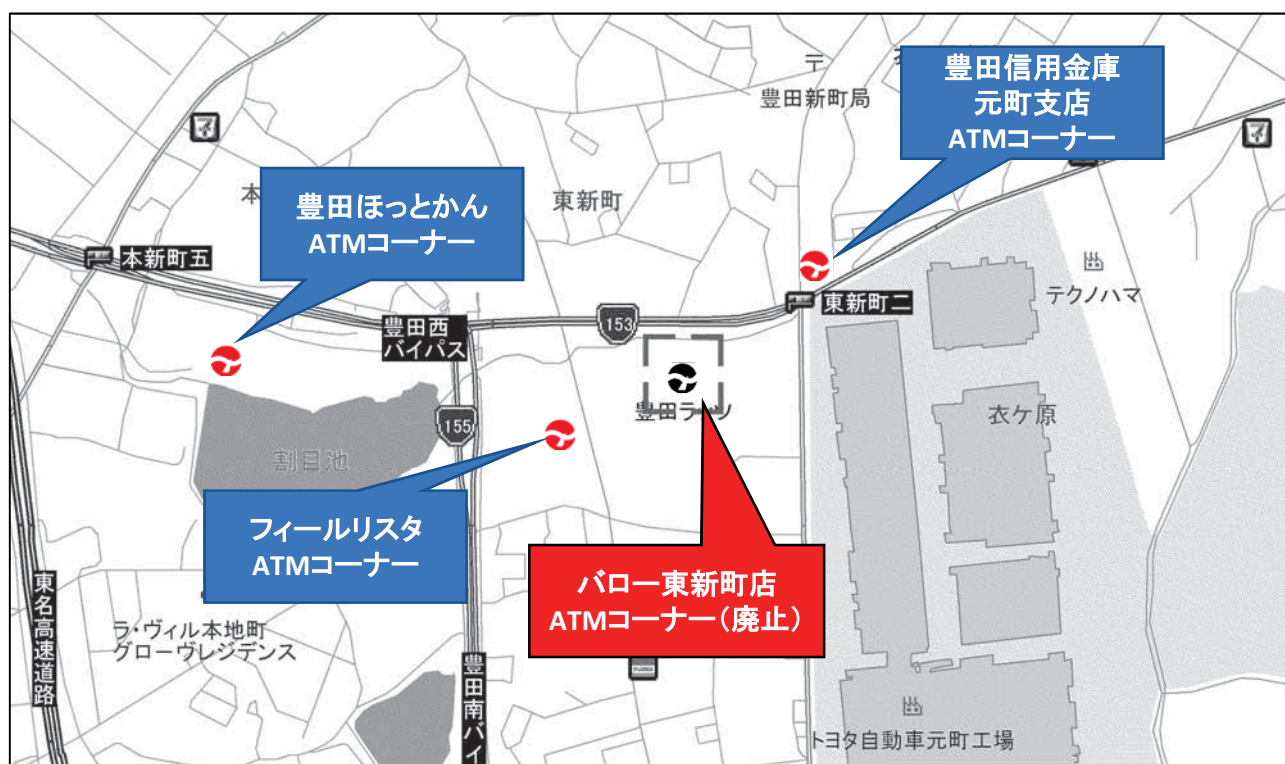 豊田信用金庫
元町支店
ATMコーナー
豊田新町局
豊田ほっとかん
ATMコーナー
本
東新町
本新町五
東新町二
テクノハマ
153
豊田西
バイパス
155
豊田
割目池
衣ケ原
フィールリスタ
ATMコーナー
バロー東新町店
ATMコーナー(廃止)
東名高速道路
ラ・ヴィル本地町
グローヴレジデンス
豊田南バイ
トヨタ自動車元町工場